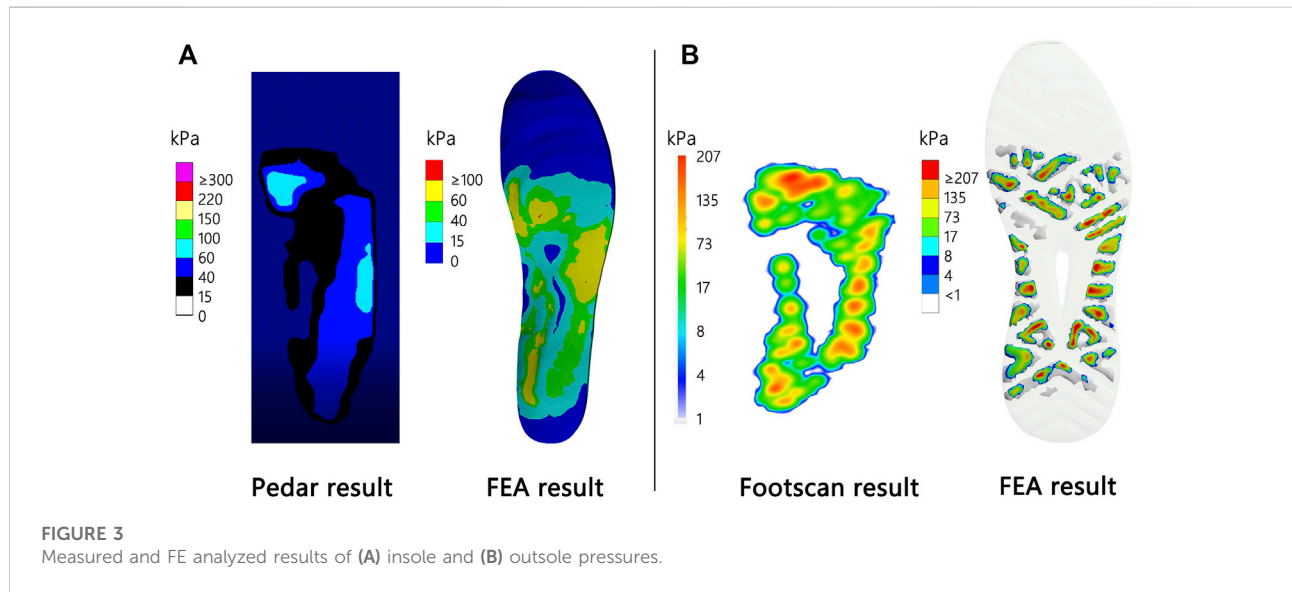 A
B
kPa
≥300
220
150
100
60
40
15
0
kPa
≥100
60
40
15
0
kPa
207
135
73
17
8
4
1
kPa
≥207
135
73
17
8
4
<1
Pedar result
FEA result
Footscan result
FEA result
FIGURE 3
Measured and FE analyzed results of (A) insole and (B) outsole pressures.